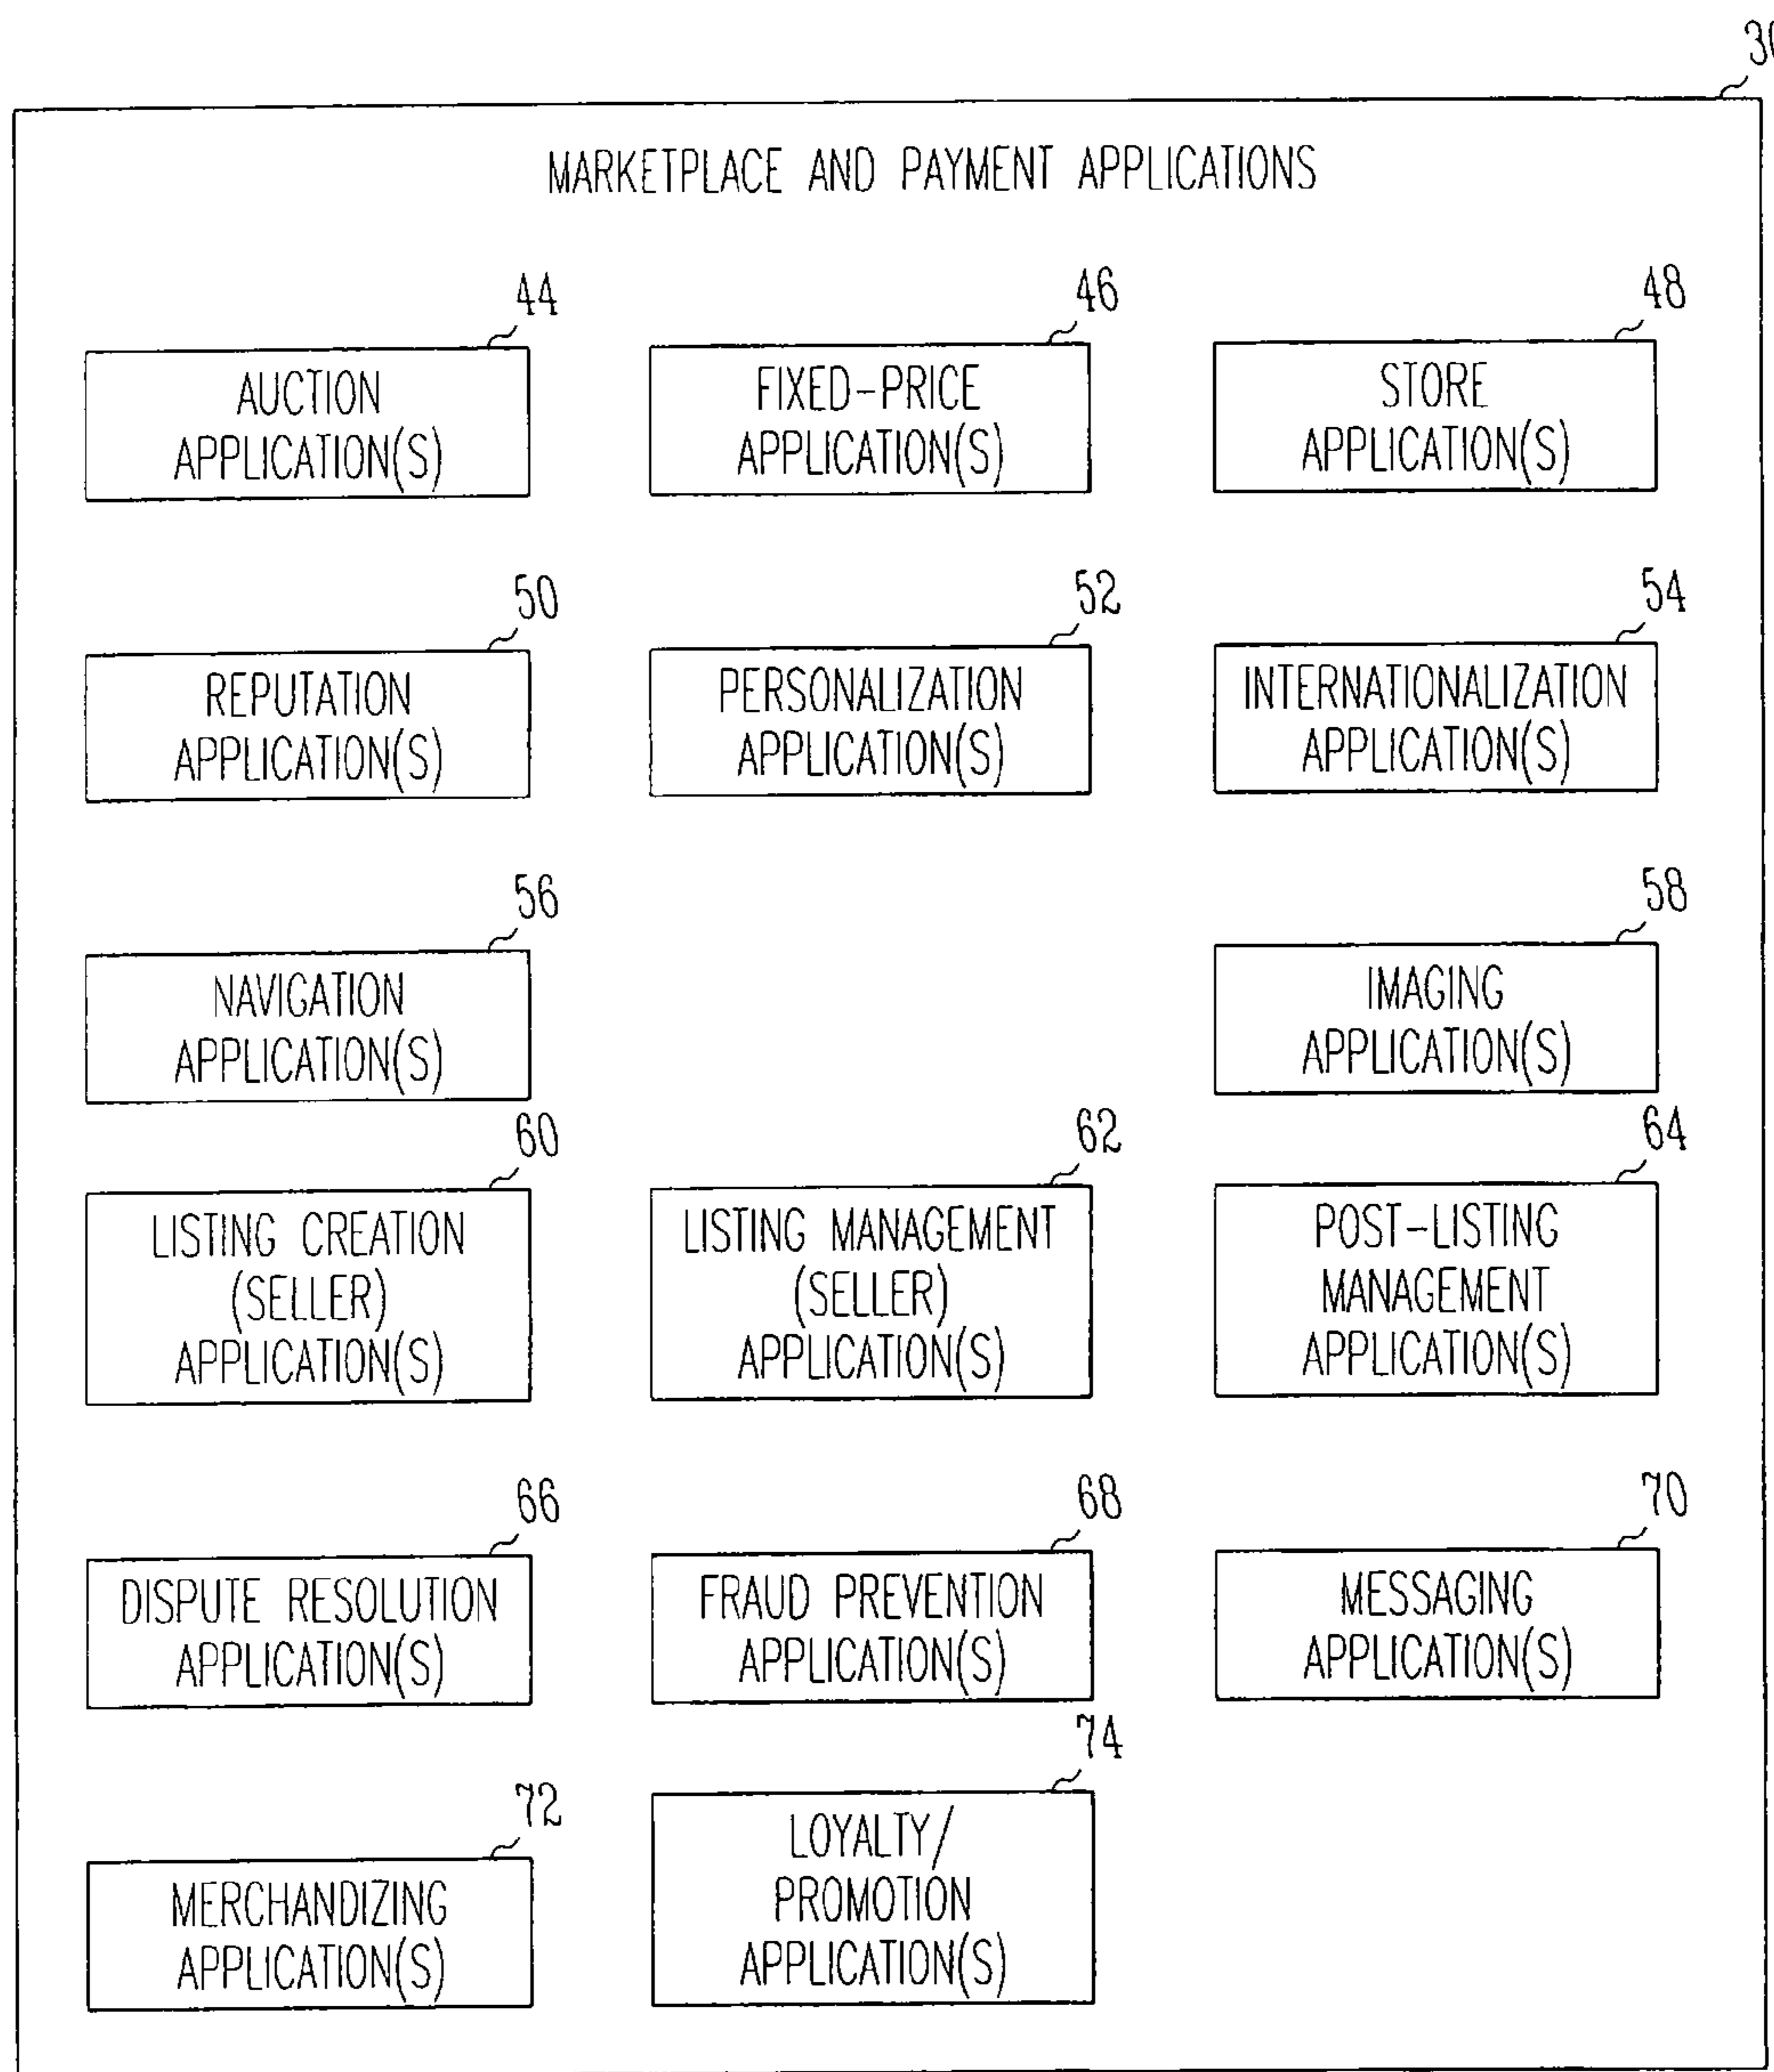 MARKETPLACE AND PAYMENT APPLICATIONS
44
AUCTION
APPLICATION(S)
46
FIXED-PRICE
APPLICATION(S)
48
STORE
APPLICATION(S)
50
REPUTATION
APPLICATION(S)
52
PERSONALIZATION
APPLICATION(S)
54
INTERNATIONALIZATION
APPLICATION(S)
56
NAVIGATION
APPLICATION(S)
58
IMAGING
APPLICATION(S)
60
LISTING CREATION
(SELLER)
APPLICATION(S)
62
LISTING MANAGEMENT
(SELLER)
APPLICATION(S)
64
POST-LISTING
MANAGEMENT
APPLICATION(S)
66
DISPUTE RESOLUTION
APPLICATION(S)
68
FRAUD PREVENTION
APPLICATION(S)
70
MESSAGING
APPLICATION(S)
72
MERCHANDIZING
APPLICATION(S)
74
LOYALTY/
PROMOTION
APPLICATION(S)